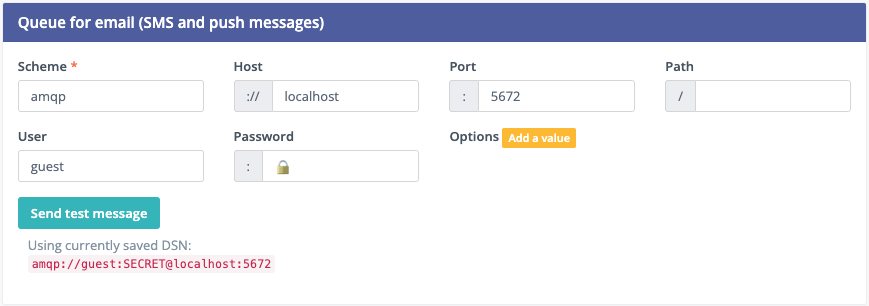 Queue for email (SMS and push messages)
Scheme * Host Port Path
amqp :// localhost : 5672 /
User Password Options Add a value
guest :
Send test message
Using currently saved DSN:
amqp://guest:SECRET@localhost:5672